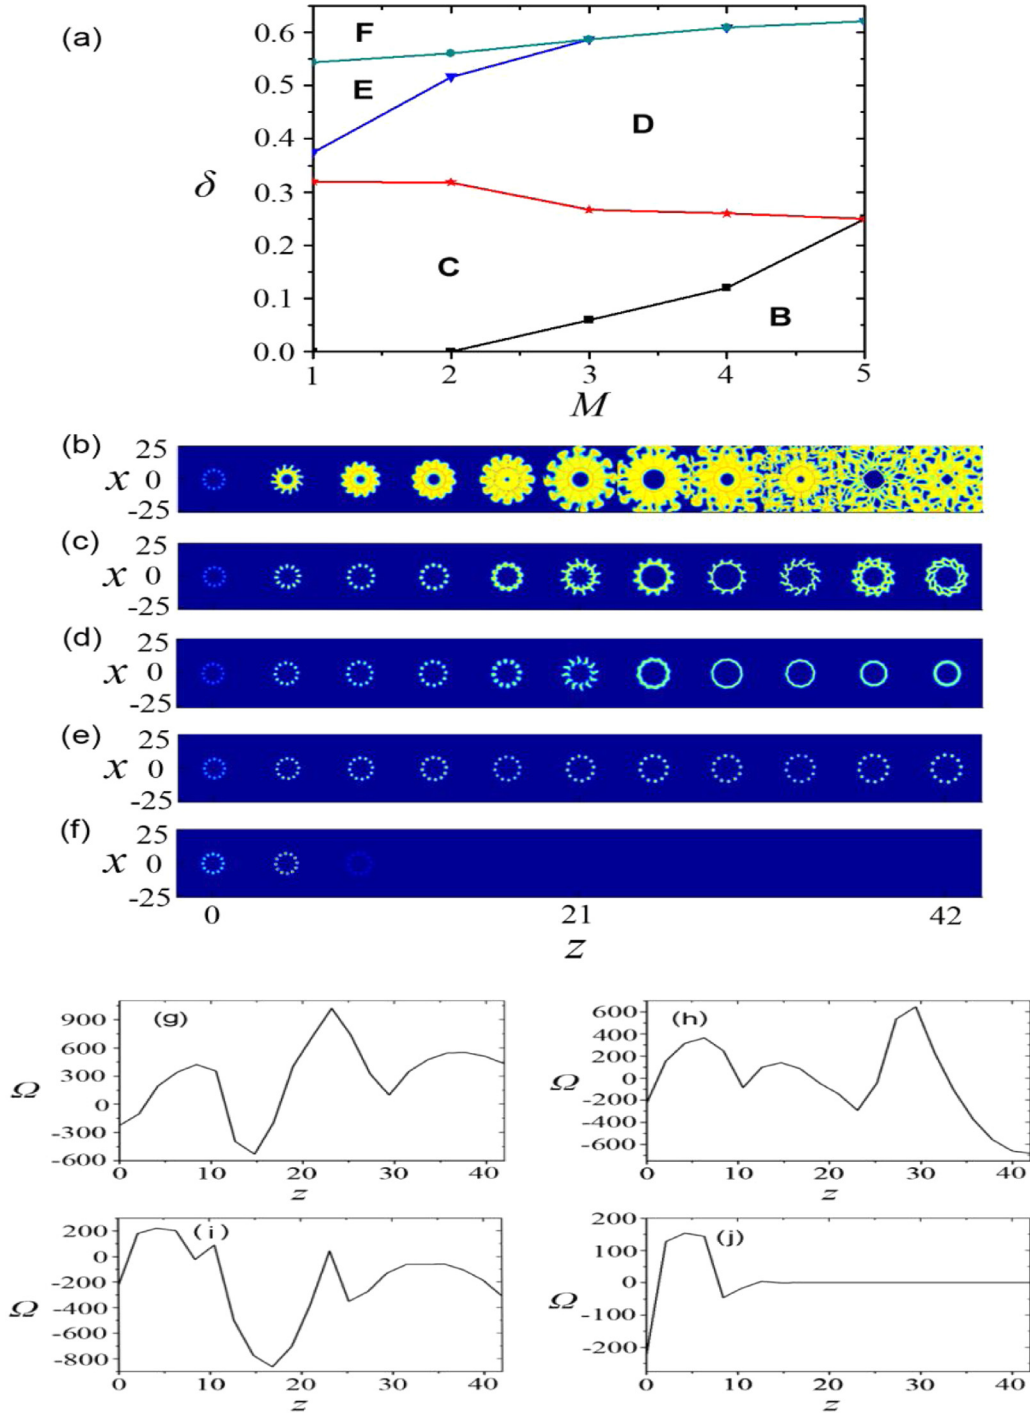 (a)
F
E
D
C
B
δ
0.6
0.5
0.4
0.3
0.2
0.1
0.0
1 2 3 4 5
M
(b) x 25 0 -25
(c) x 25 0 -25
(d) x 25 0 -25
(e) x 25 0 -25
(f) x 25 0 -25
0 21 42
z
(g)
Ω
900
600
300
0
-300
-600
0 10 20 30 40
z
(h)
Ω
600
400
200
0
-200
-400
-600
0 10 20 30 40
z
(i)
Ω
200
0
-200
-400
-600
-800
0 10 20 30 40
z
(j)
Ω
200
100
0
-100
-200
0 10 20 30 40
z